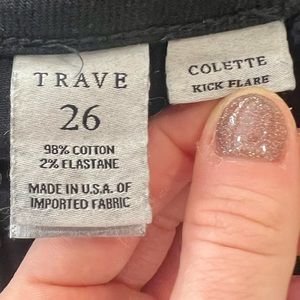 TRAVE
26
98% COTTON
2% ELASTANE
MADE IN U.S.A. OF
IMPORTED FABRIC
COLETTE
KICK FLARE